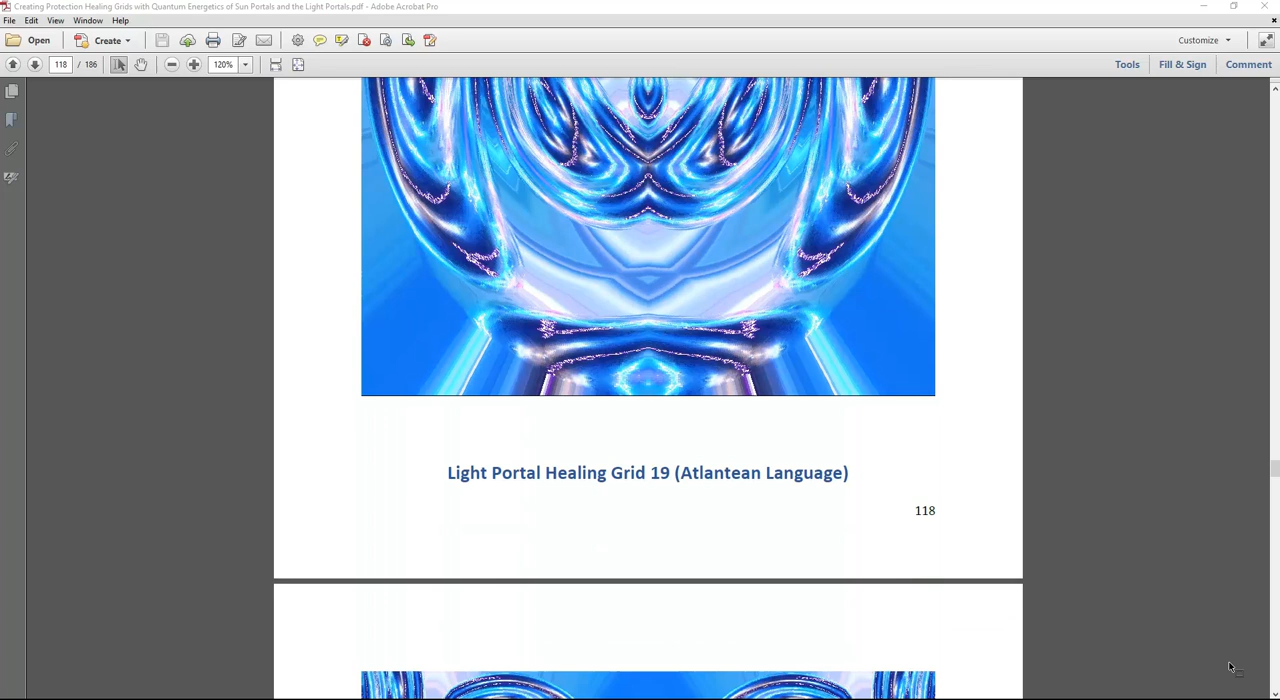 Creating Protection Healing Grids with Quantum Energetics of Sun Portals and the Light Portals.pdf - Adobe Acrobat Pro
File Edit View Window Help
Open Create Customize
118 / 186 120% Tools Fill & Sign Comment
Light Portal Healing Grid 19 (Atlantean Language)
118